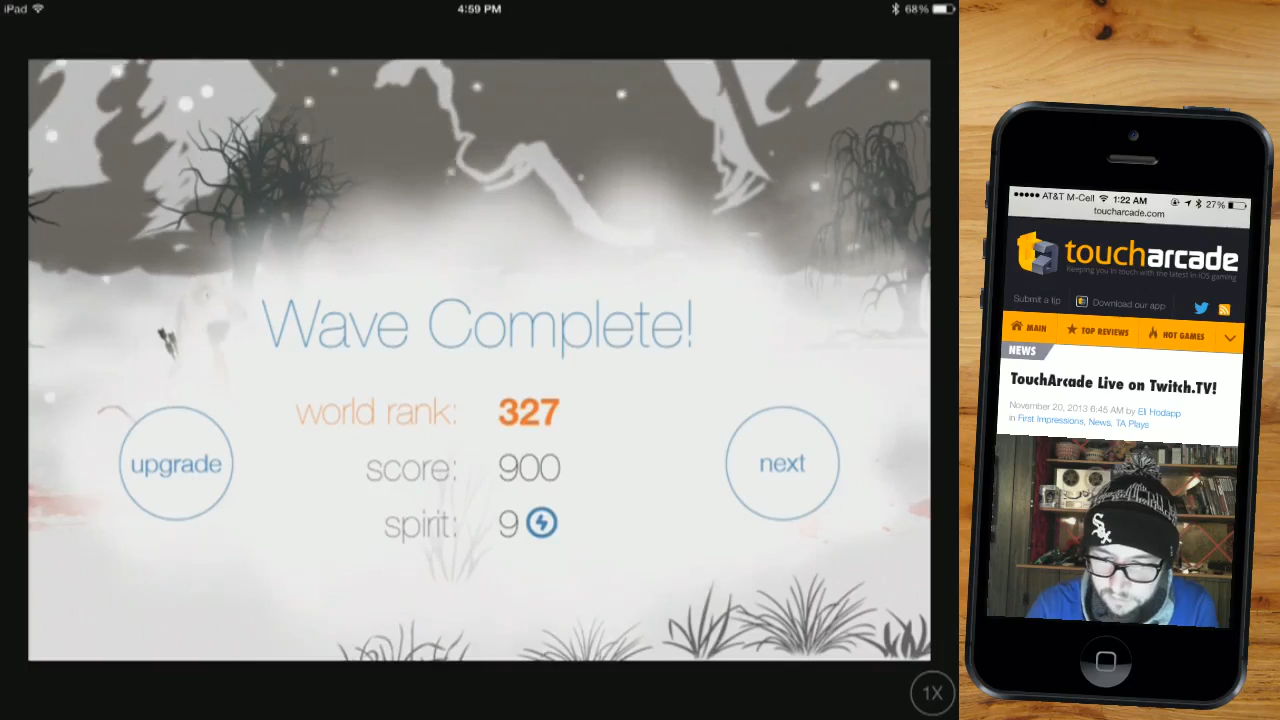 iPad 4:59 PM 68%
Wave Complete!
world rank: 327
score: 900
spirit: 9
upgrade
next
1X
AT&T M-Cell 1:22 AM 27%
toucharcade.com
toucharcade
Keeping you in touch with the latest in iOS gaming
Submit a tip Download our app
MAIN TOP REVIEWS HOT GAMES
NEWS
TouchArcade Live on Twitch.TV!
November 20, 2013 6:45 AM by Eli Hodapp
in First Impressions, News, TA Plays
Sox